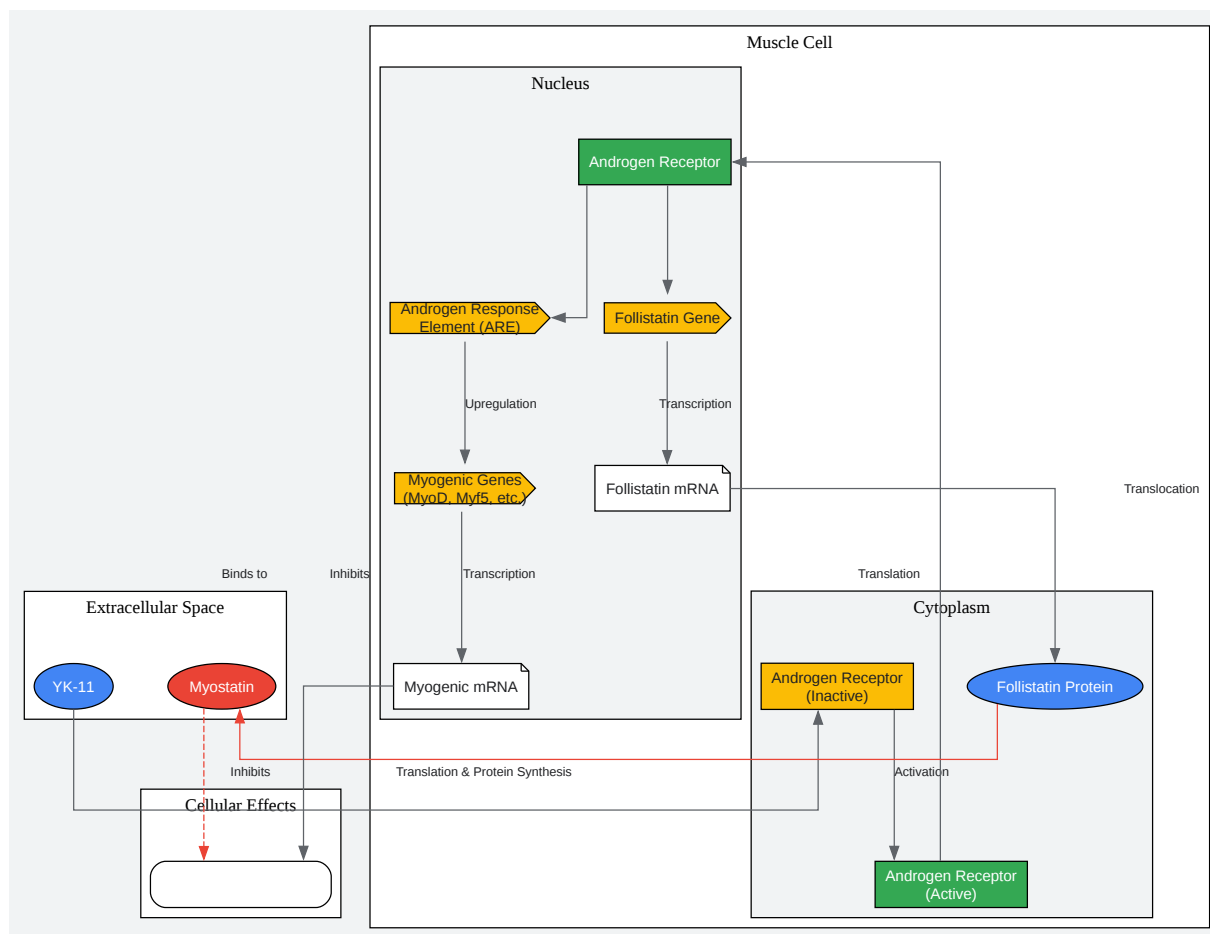 Muscle Cell
Nucleus
Androgen Receptor
Androgen Response
Element (ARE)
Follistatin Gene
Upregulation
Transcription
Myogenic Genes
(MyoD, Myf5, etc.)
Follistatin mRNA
Translocation
Binds to
Inhibits
Transcription
Translation
Extracellular Space
Cytoplasm
YK-11
Myostatin
Myogenic mRNA
Androgen Receptor
(Inactive)
Follistatin Protein
Inhibits
Translation & Protein Synthesis
Activation
Cellular Effects
Androgen Receptor
(Active)